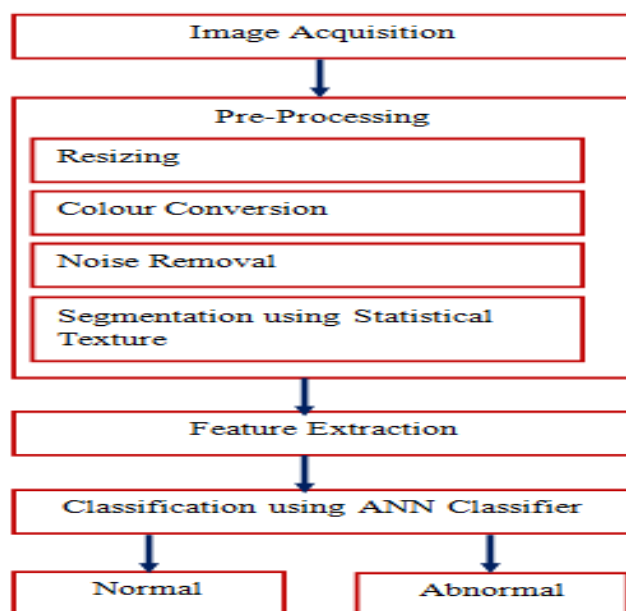 Image Acquisition
Pre-Processing
Resizing
Colour Conversion
Noise Removal
Segmentation using Statistical
Texture
Feature Extraction
Classification using ANN Classifier
Normal
Abnormal